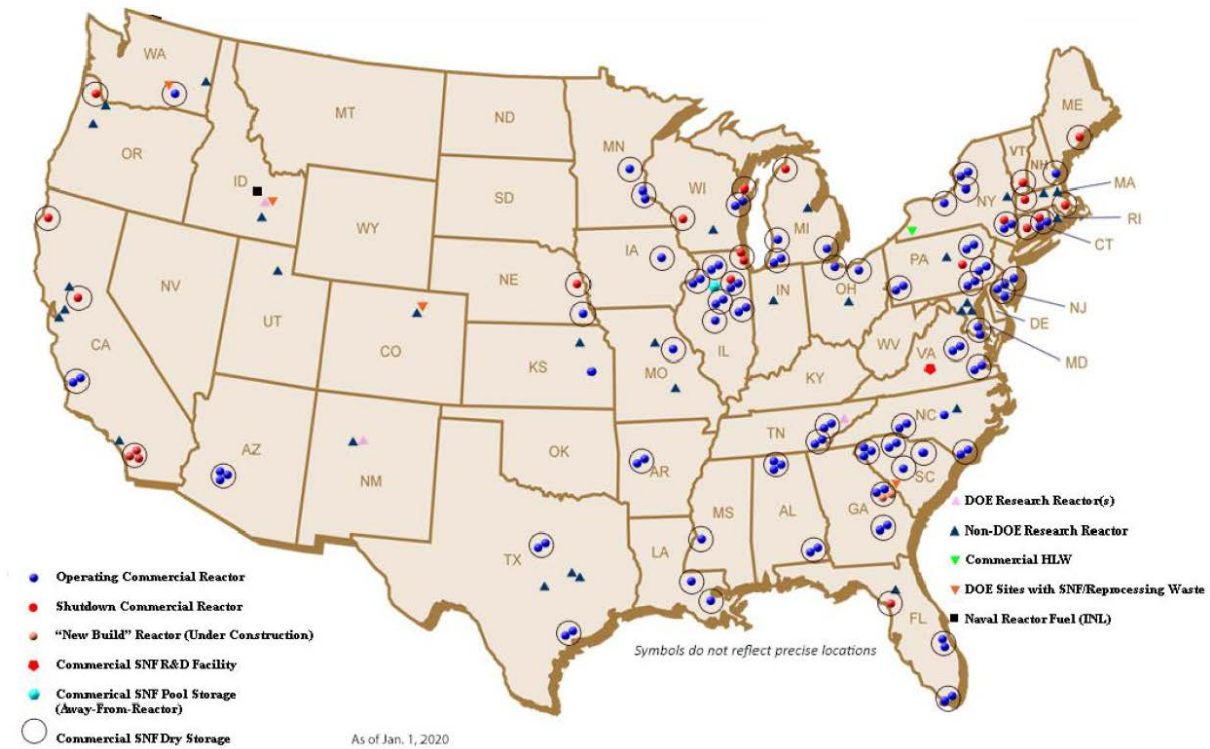 WA
MT
ND
MN
ME
VT
NH
OR
ID
SD
WI
NY
MA
WY
MI
RI
IA
PA
CT
NE
NV
OH
IN
NJ
UT
IL
DE
CA
CO
WV
VA
MD
KS
MO
KY
NC
TN
AZ
OK
AR
SC
NM
MS
AL
GA
LA
TX
FL
DOE Research Reactor(s)
Non-DOE Research Reactor
Commercial HLW
DOE Sites with SNF/Reprocessing Waste
Naval Reactor Fuel (INL)
Operating Commercial Reactor
Shutdown Commercial Reactor
“New Build” Reactor (Under Construction)
Commercial SNF R&D Facility
Commerical SNF Pool Storage
(Away-From-Reactor)
Commercial SNF Dry Storage
Symbols do not reflect precise locations
As of Jan. 1, 2020